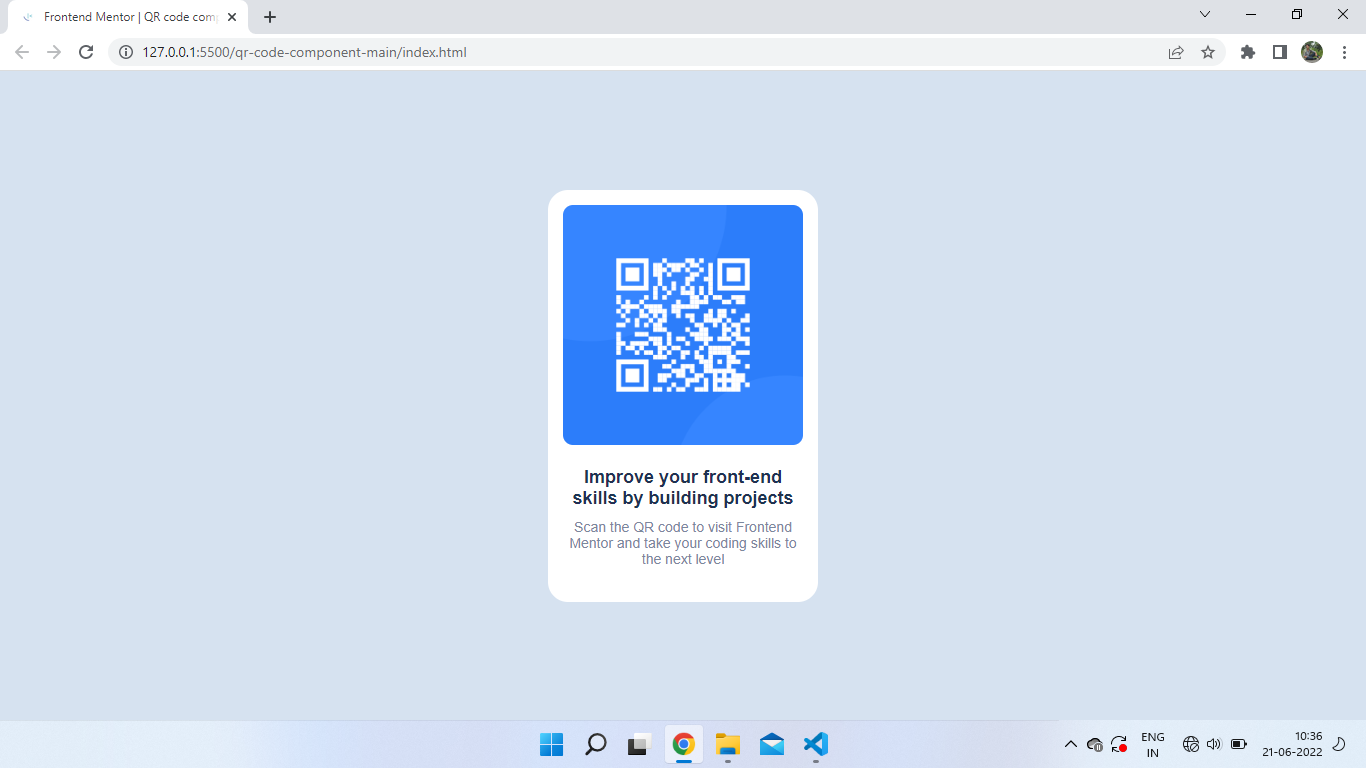 Frontend Mentor | QR code com
127.0.0.1:5500/qr-code-component-main/index.html
Improve your front-end
skills by building projects
Scan the QR code to visit Frontend
Mentor and take your coding skills to
the next level
ENG
IN
10:36
21-06-2022